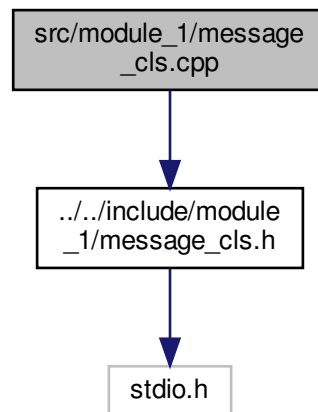 src/module_1/message
_cls.cpp
../../include/module
_1/message_cls.h
stdio.h